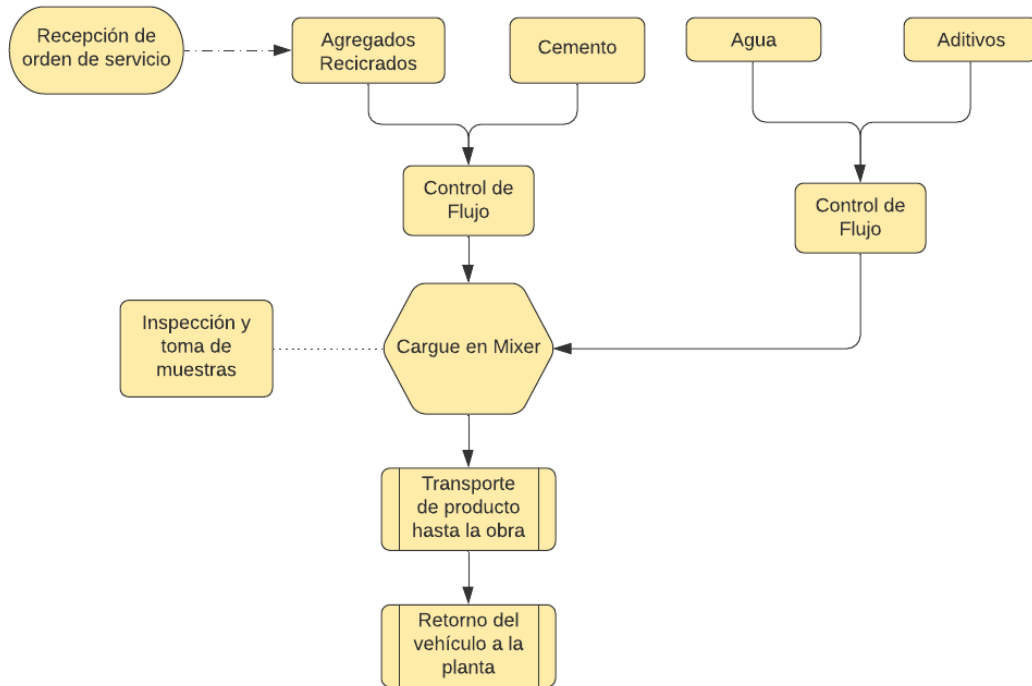 Recepción de
orden de servicio
Agregados
Recicrados
Cemento
Agua
Aditivos
Control de
Flujo
Control de
Flujo
Inspección y
toma de
muestras
Cargue en Mixer
Transporte
de producto
hasta la obra
Retorno del
vehículo a la
planta